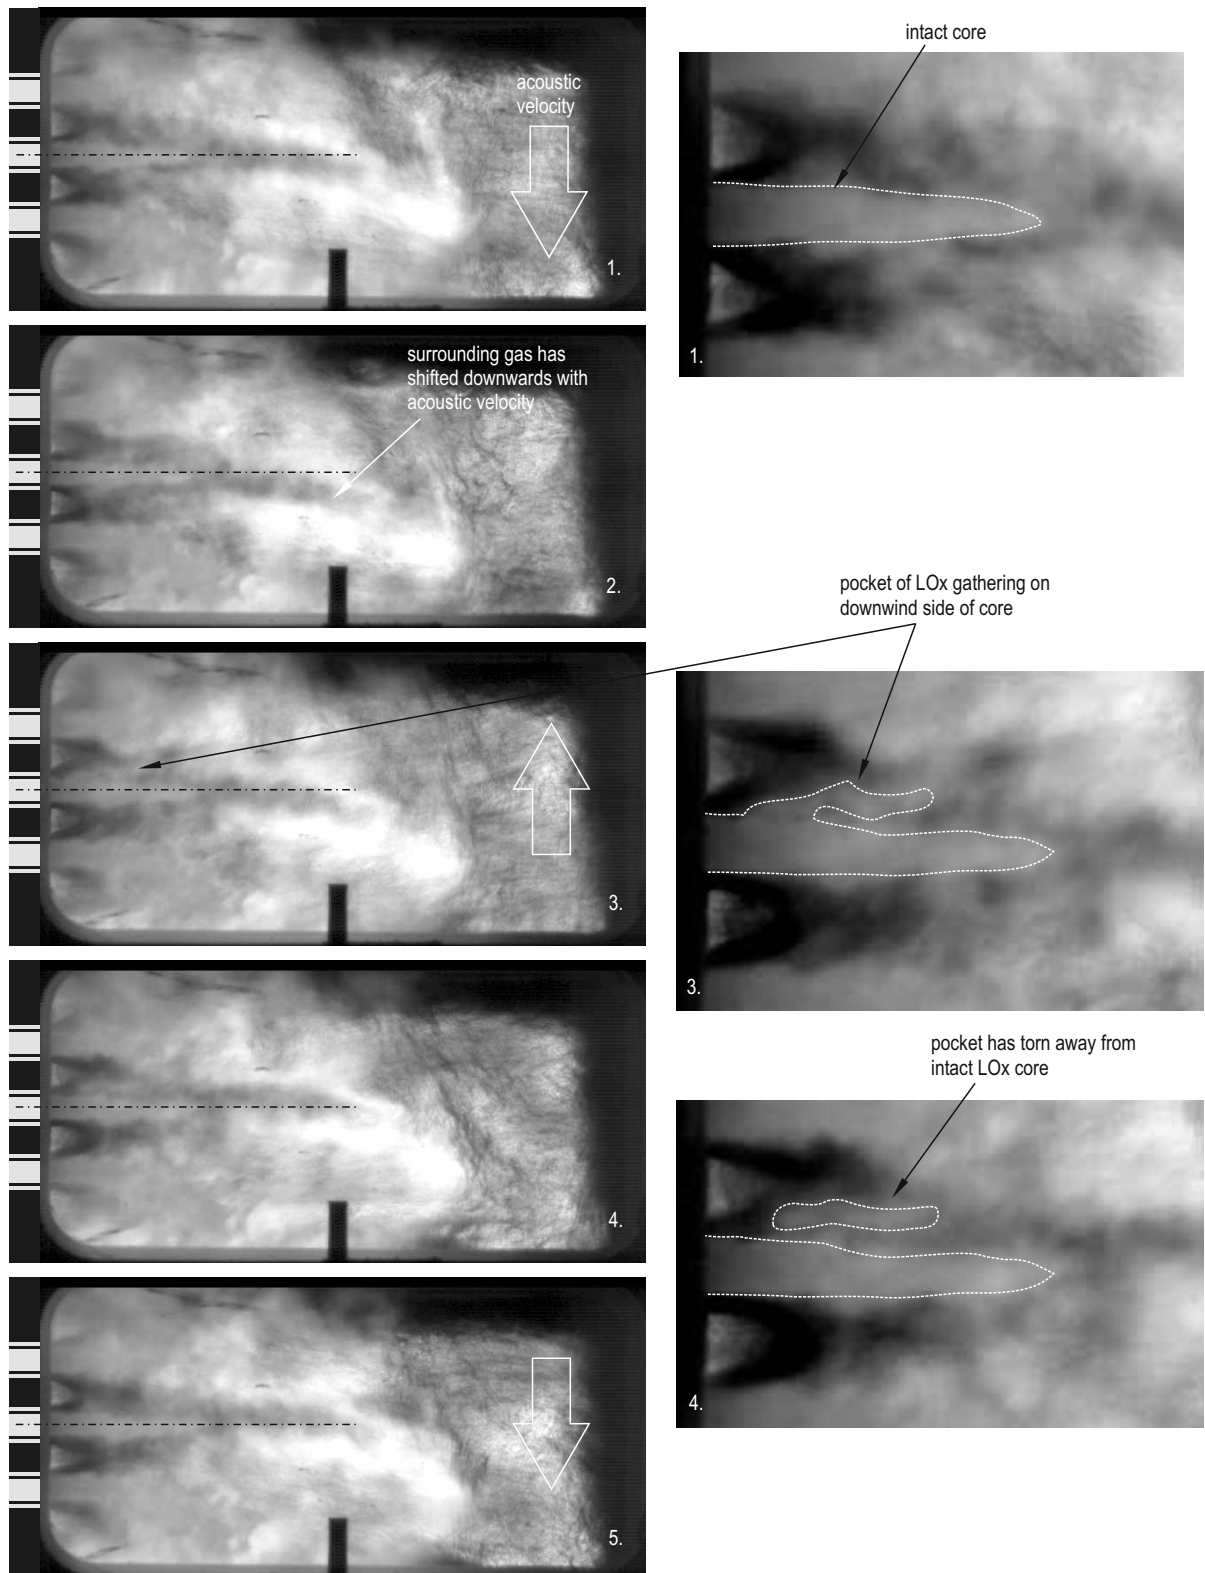 acoustic
velocity
1.
intact core
1.
surrounding gas has
shifted downwards with
acoustic velocity
2.
pocket of LOx gathering on
downwind side of core
3.
3.
4.
pocket has torn away from
intact LOx core
4.
5.